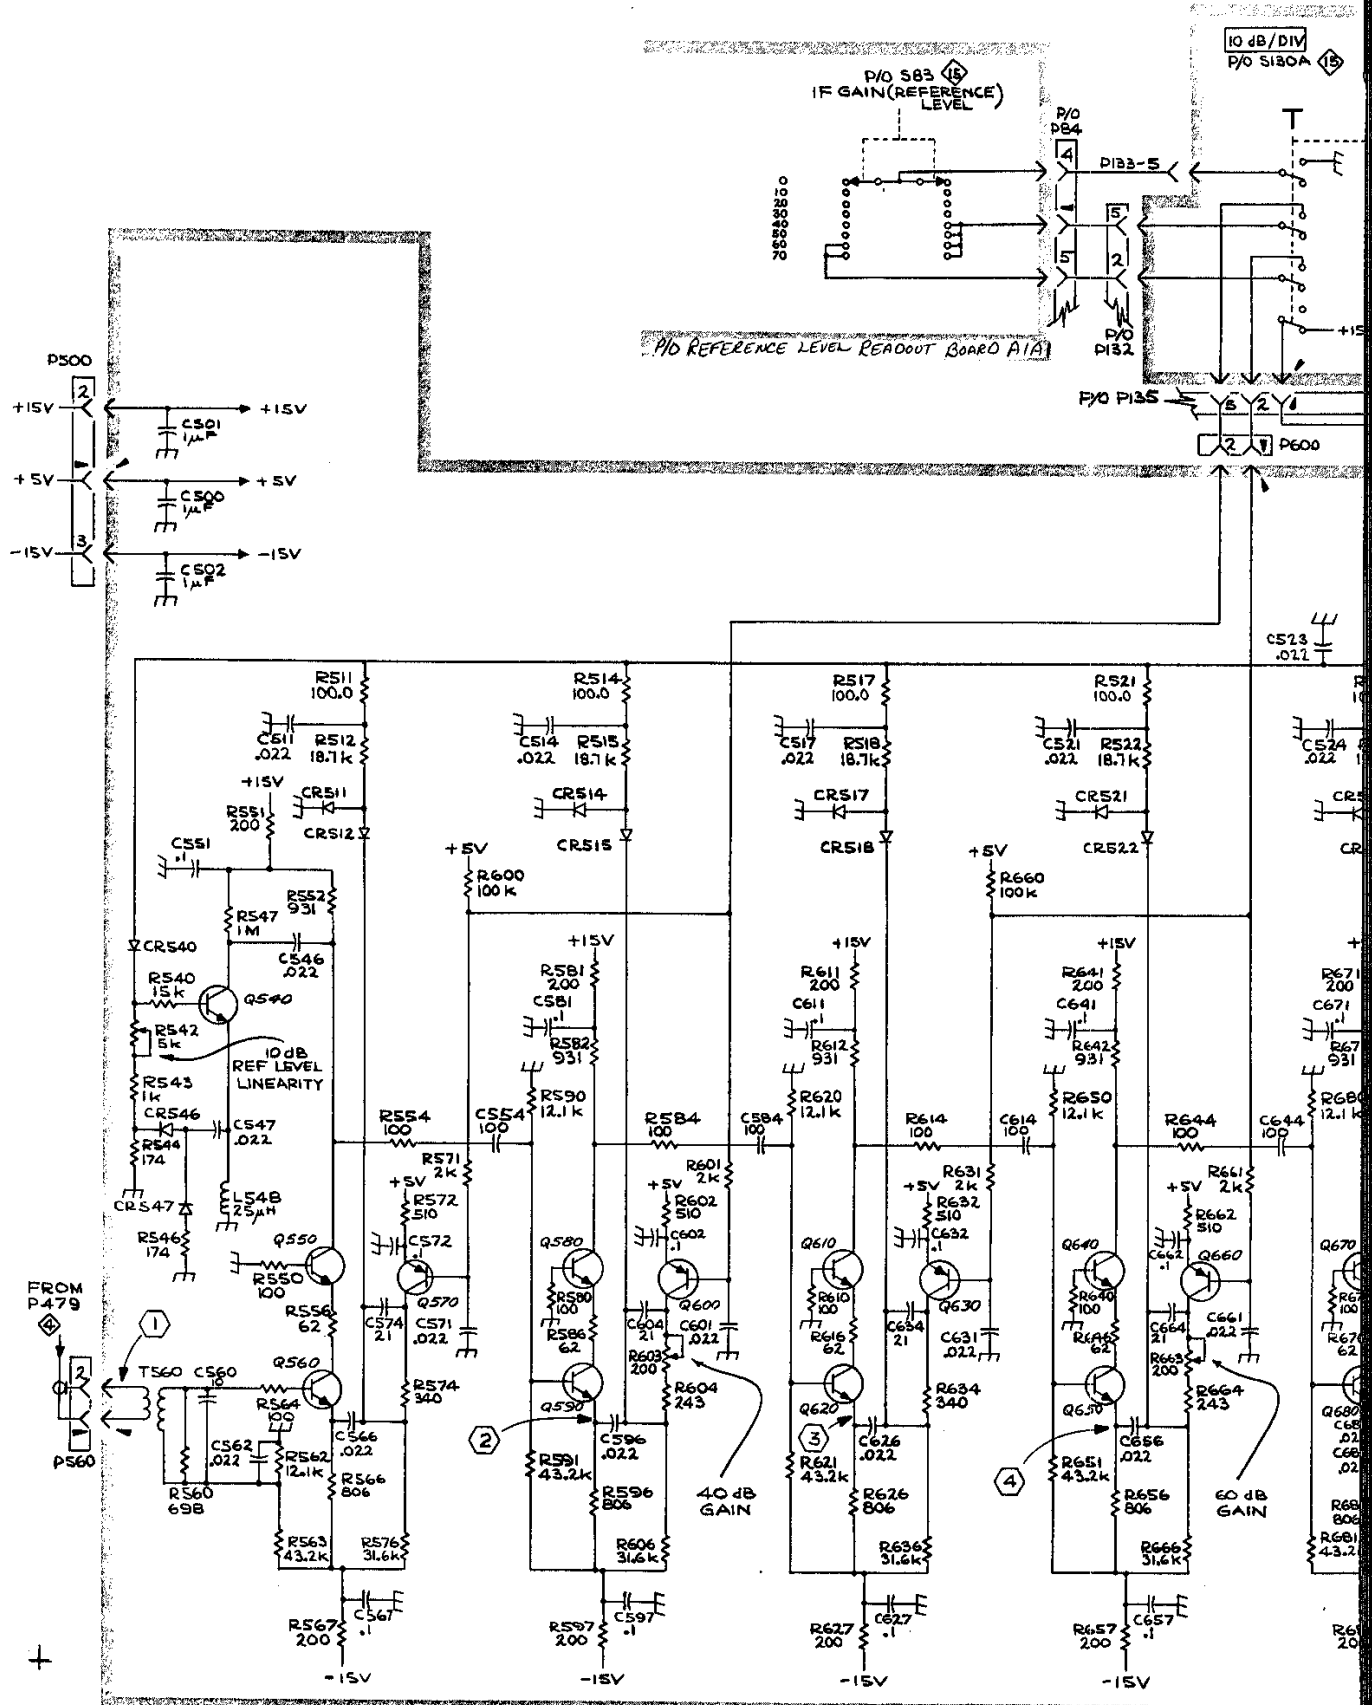 10 dB/DIV
P/O S130A 15
P/O S83 15
IF GAIN (REFERENCE)
LEVEL
P/O
P84
4
P133-5
0
10
20
30
40
50
60
70
5
5
2
P/O
P132
+15
P/O REFERENCE LEVEL READOUT BOARD A1A1
P/O P135
5
2
2
P600
P500
2
+15V
+15V
C501
1µF
+5V
+5V
C500
1µF
-15V
3
-15V
C502
1µF
C523
.022
R511
100.0
R514
100.0
R517
100.0
R521
100.0
C511
.022
R512
18.7k
C514
.022
R515
18.7k
C517
.022
R518
18.7k
C521
.022
R522
18.7k
C524
.022
+15V
CR511
CR514
CR517
CR521
R551
200
CR512
CR515
CR518
CR522
C551
.1
+5V
R600
100k
+5V
R660
100k
R552
931
R547
1M
CR540
C546
.022
+15V
+15V
+15V
R540
15k
Q540
R581
200
R611
200
R641
200
R671
200
C581
.1
C611
.1
C641
.1
C671
.1
R542
5k
10 dB
REF LEVEL
LINEARITY
R582
931
R612
931
R642
931
931
R543
1k
R590
12.1k
R620
12.1k
R650
12.1k
12.1k
CR546
C547
.022
R544
174
R554
100
C554
100
R584
100
C584
100
R614
100
C614
100
R644
100
C644
100
R571
2k
R601
2k
R631
2k
R661
2k
CR547
L548
25µH
+5V
R572
510
+5V
R602
510
+5V
R632
510
+5V
R662
510
R546
174
Q550
C572
.1
Q580
C602
.1
Q610
C632
.1
Q640
C662
.1
Q660
Q670
R550
100
Q570
R580
100
Q600
R610
100
Q630
R640
100
FROM
P479
4
1
R556
62
C574
21
C571
.022
R586
62
C604
21
C601
.022
R616
62
C634
21
C631
.022
R646
62
C664
21
C661
.022
62
2
T560
C560
10
Q560
R603
200
R663
200
R564
100
R574
340
R604
243
R634
340
R664
243
P560
C562
.022
R562
12.1k
C566
.022
2
Q590
C596
.022
3
Q620
C626
.022
4
Q650
C656
.022
Q680
R560
698
R566
806
R591
43.2k
R596
806
40 dB
GAIN
R621
43.2k
R626
806
R651
43.2k
R656
806
60 dB
GAIN
R563
43.2k
R576
31.6k
R606
31.6k
R636
31.6k
R666
31.6k
R681
R567
200
C567
.1
R597
200
C597
.1
R627
200
C627
.1
R657
200
C657
.1
-15V
-15V
-15V
-15V